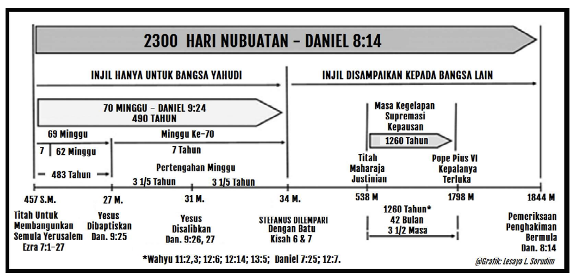 2300 HARI NUBUATAN - DANIEL 8:14
INJIL HANYA UNTUK BANGSA YAHUDI
INJIL DISAMPAIKAN KEPADA BANGSA LAIN
70 MINGGU - DANIEL 9:24
490 TAHUN
69 Minggu
7 62 Minggu
483 Tahun
Minggu Ke-70
7 Tahun
Pertengahan Minggu
3 1/5 Tahun
3 1/5 Tahun
Masa Kegelapan
Supremasi
Kepausan
1260 Tahun
Titah
Maharaja
Justinian
Pope Pius VI
Kepalanya
Terluka
457 S.M.
27 M.
31 M.
34 M.
538 M
1798 M
1844 M
Titah Untuk
Membangunkan
Semula Yerusalem
Ezra 7:1-27
Yesus
Dibaptiskan
Dan. 9:25
Yesus
Disalibkan
Dan. 9:26, 27
STEFANUS DILEMPARI
Dengan Batu
Kisah 6 & 7
1260 Tahun*
42 Bulan
3 1/2 Masa
Pemeriksaan
Penghakiman
Bermula
Dan. 8:14
*Wahyu 11:2,3; 12:6; 12:14; 13:5; Daniel 7:25; 12:7.
@Grafik: Lesaya L. Sorudim